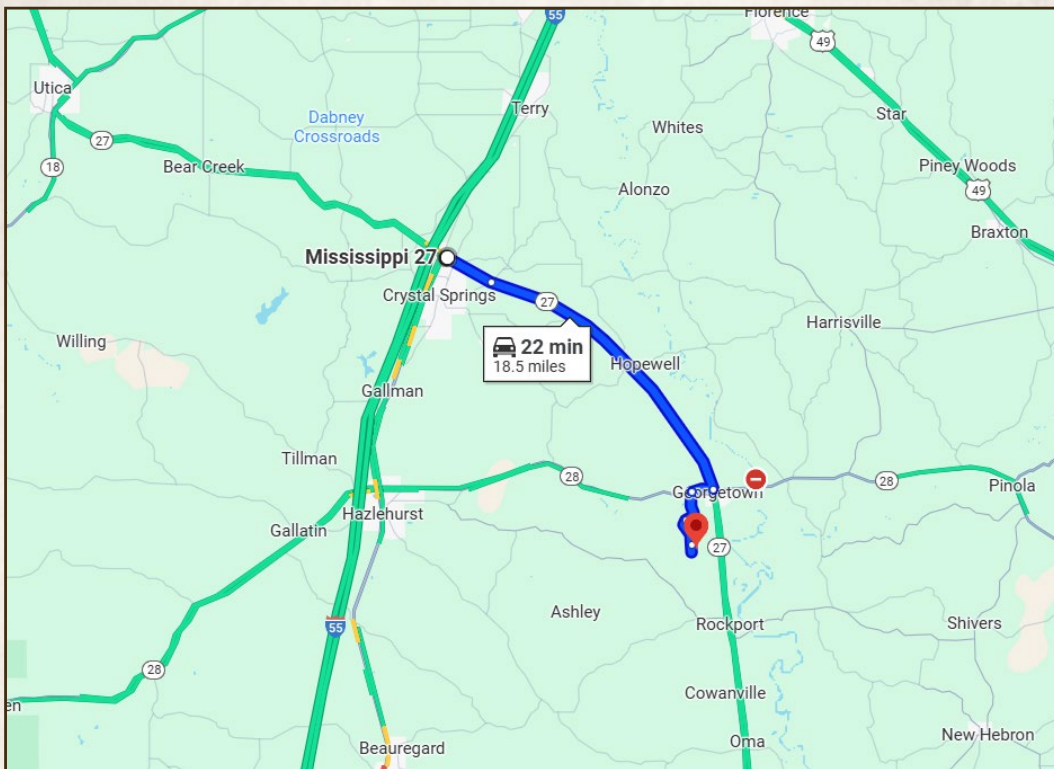 55
Florence
49
Utica
Terry
Star
Dabney
Crossroads
Whites
27
18
Bear Creek
Piney Woods
Alonzo
49
Braxton
Mississippi 27
Crystal Springs
27
Harrisville
22 min
18.5 miles
Willing
Hopewell
Gallman
Tillman
28
Georgetown
28
Pinola
Hazlehurst
Gallatin
27
Ashley
55
Rockport
Shivers
28
Cowanville
en
New Hebron
Oma
Beauregard